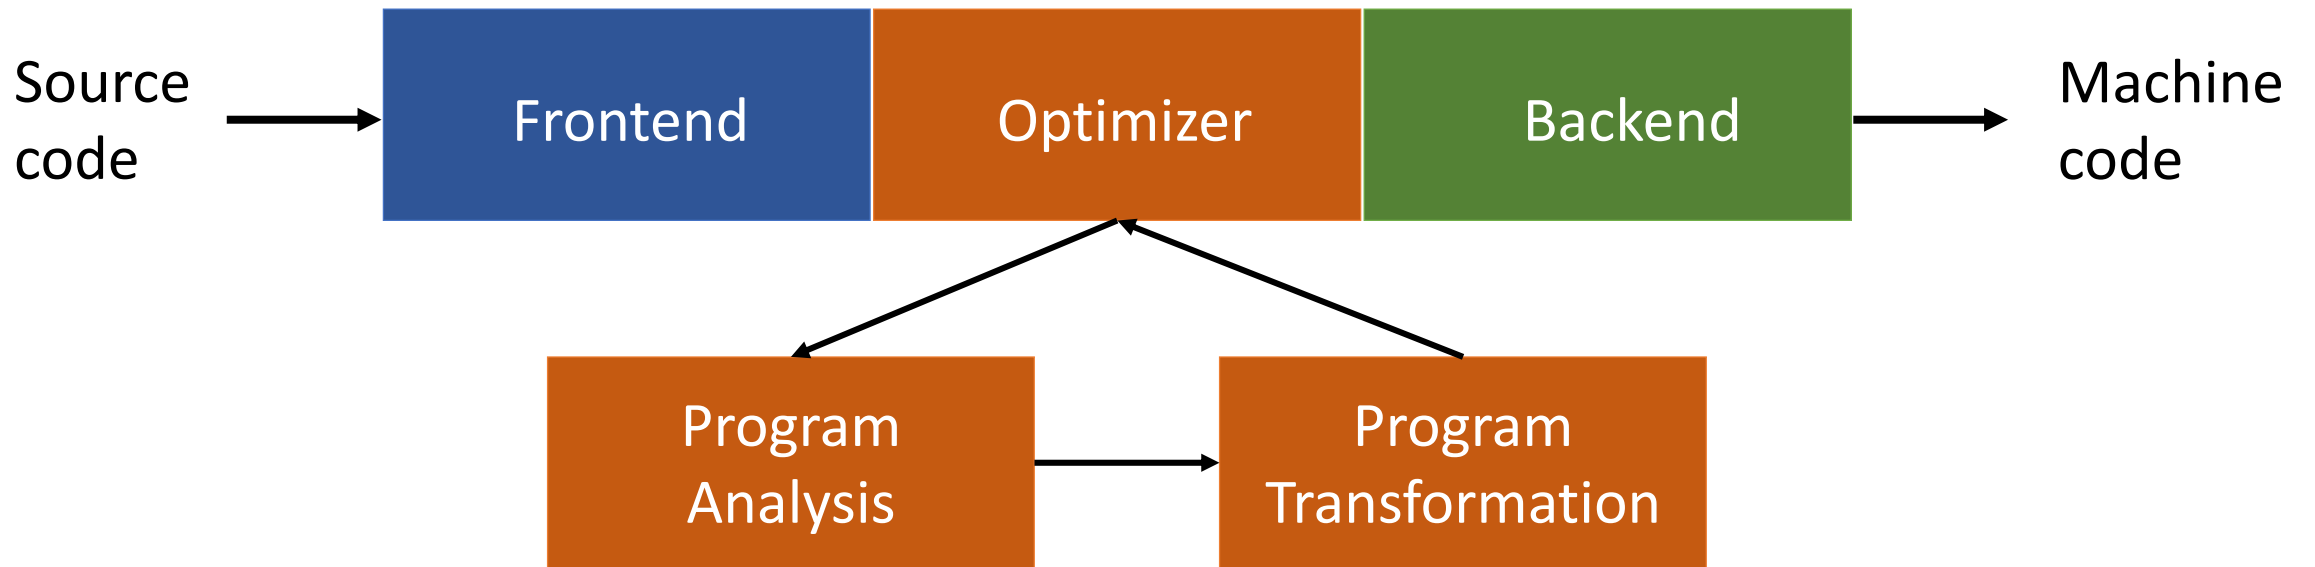 Source
code
Frontend
Optimizer
Backend
Machine
code
Program
Analysis
Program
Transformation